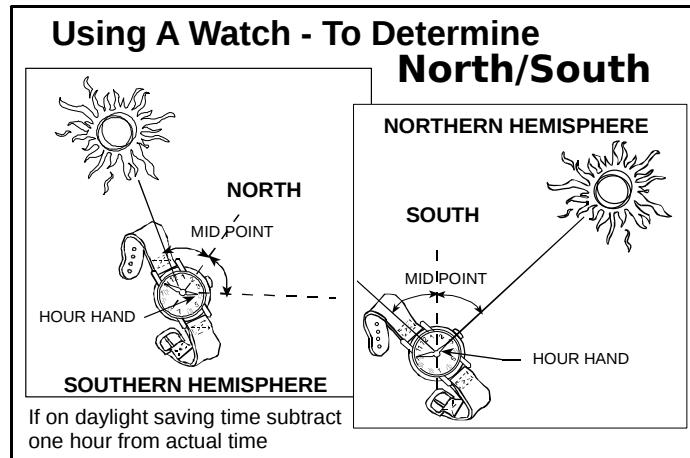 Using A Watch - To Determine
North/South
NORTH
MID POINT
HOUR HAND
SOUTHERN HEMISPHERE
If on daylight saving time subtract
one hour from actual time
NORTHERN HEMISPHERE
SOUTH
MID POINT
HOUR HAND